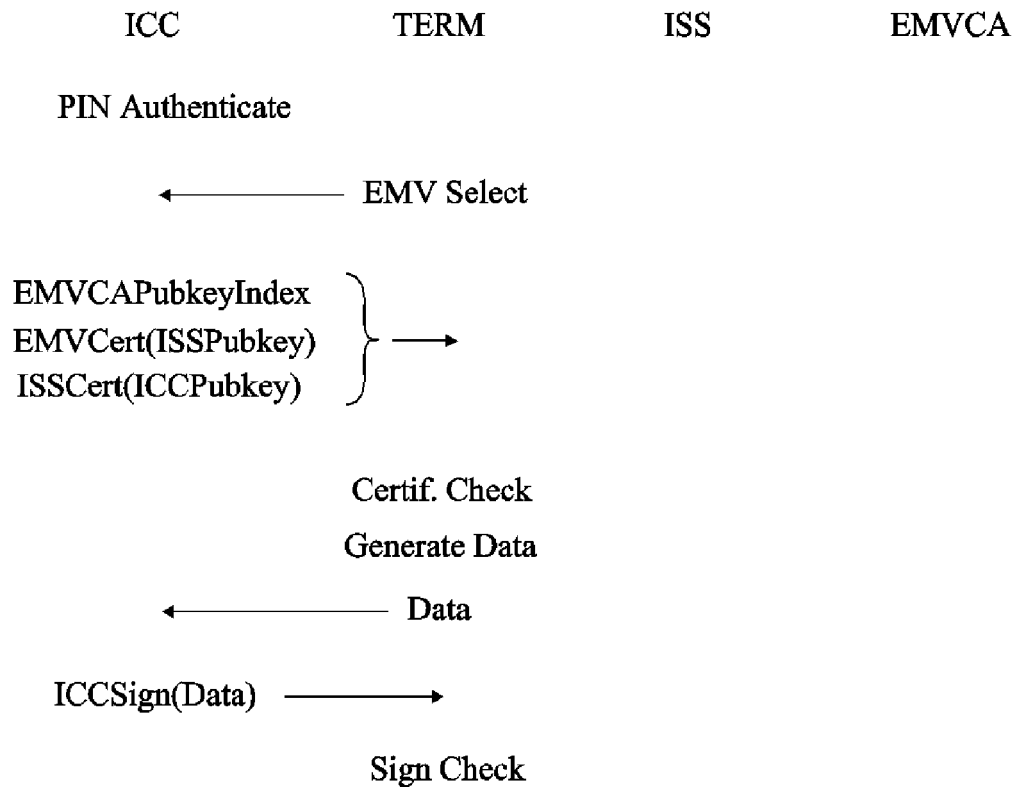 ICC TERM ISS EMVCA
PIN Authenticate
EMV Select
EMVCAPubkeyIndex
EMVCert(ISSPubkey)
ISSCert(ICCPubkey)
Certif. Check
Generate Data
Data
ICCSign(Data)
Sign Check